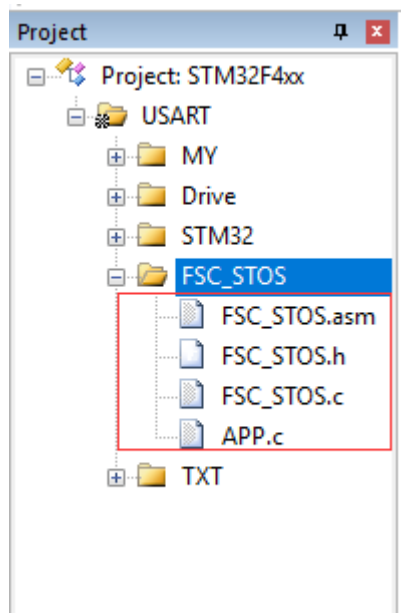 Project
Project: STM32F4xx
USART
MY
Drive
STM32
FSC_STOS
FSC_STOS.asm
FSC_STOS.h
FSC_STOS.c
APP.c
TXT